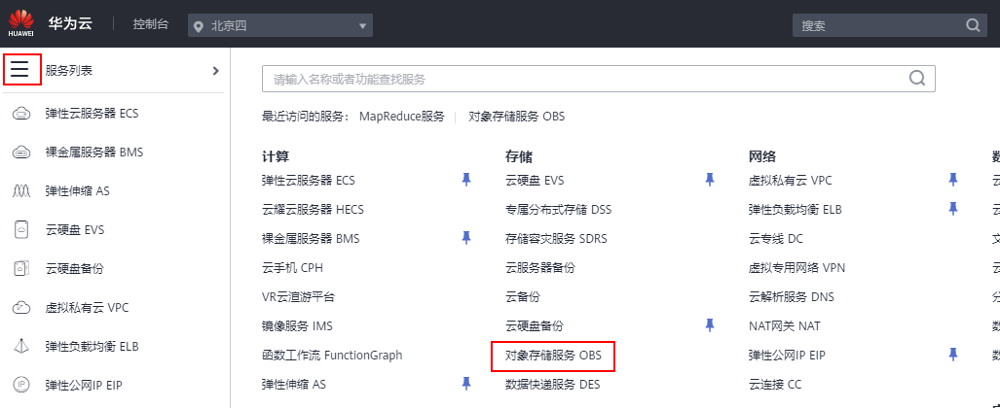 HUAWEI
华为云
控制台
北京四
搜索
服务列表
弹性云服务器 ECS
裸金属服务器 BMS
弹性伸缩 AS
云硬盘 EVS
云硬盘备份
虚拟私有云 VPC
弹性负载均衡 ELB
IP 弹性公网IP EIP
请输入名称或者功能查找服务
最近访问的服务： MapReduce服务 对象存储服务 OBS
计算
弹性云服务器 ECS
云耀云服务器 HECS
裸金属服务器 BMS
云手机 CPH
VR云渲游平台
镜像服务 IMS
函数工作流 FunctionGraph
弹性伸缩 AS
存储
云硬盘 EVS
专属分布式存储 DSS
存储容灾服务 SDRS
云服务器备份
云备份
云硬盘备份
对象存储服务 OBS
数据快递服务 DES
网络
虚拟私有云 VPC
弹性负载均衡 ELB
云专线 DC
虚拟专用网络 VPN
云解析服务 DNS
NAT网关 NAT
弹性公网IP EIP
云连接 CC